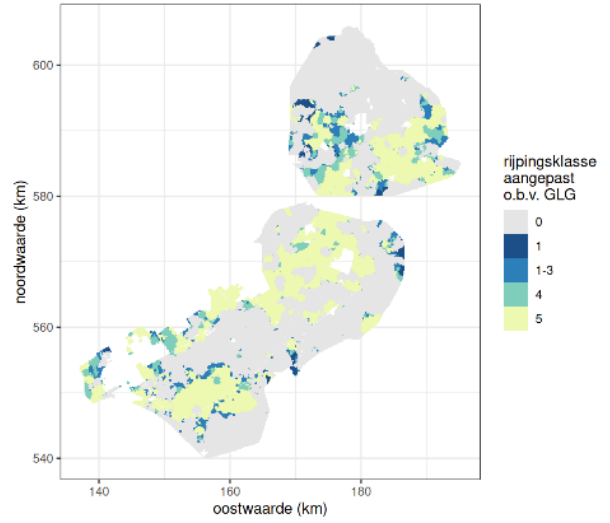 600
580
560
540
noordwaarde (km)
140
160
180
oostwaarde (km)
rijpingsklasse
aangepast
o.b.v. GLG
0
1
1-3
4
5